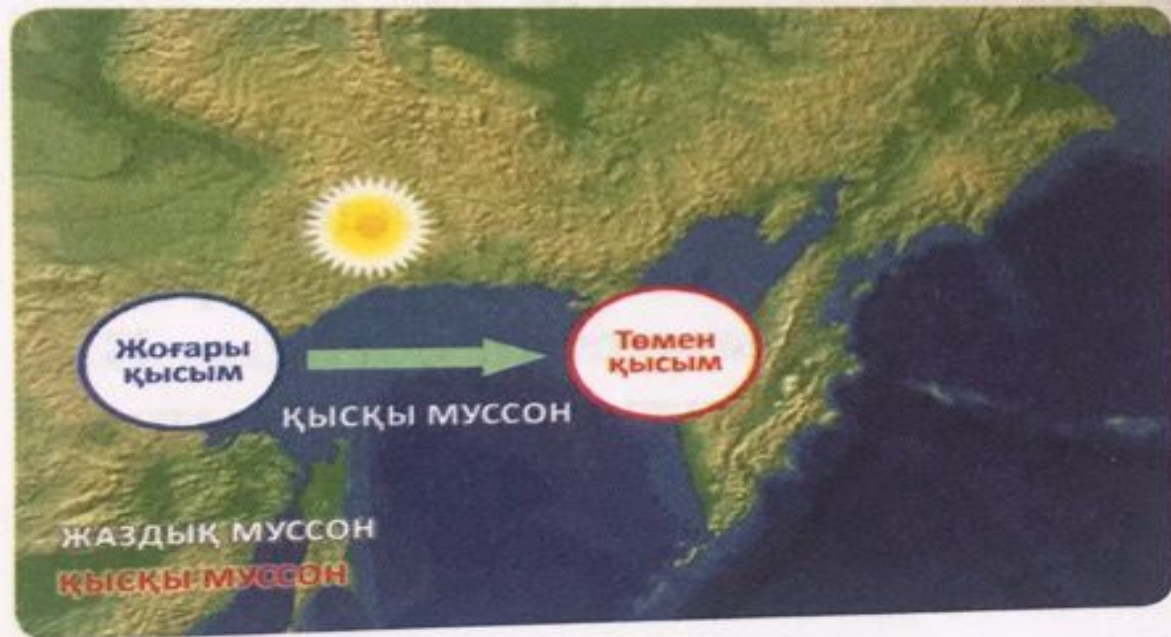 Жоғары
қысым
Төмен
қысым
ҚЫСҚЫ МУССОН
ЖАЗДЫҚ МУССОН
ҚЫСҚЫ МУССОН